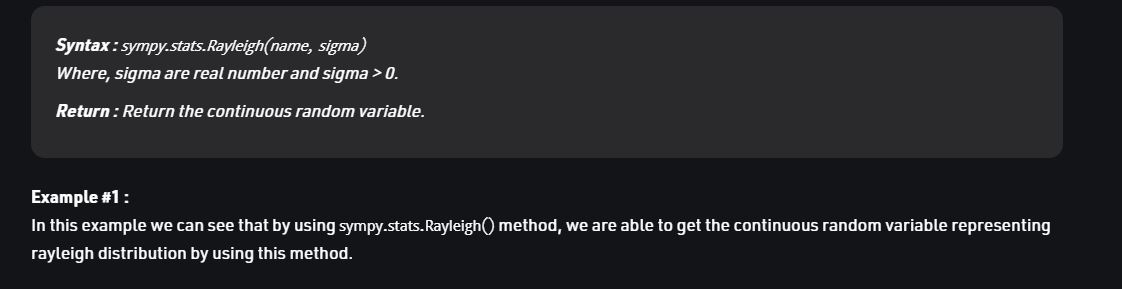 Syntax : sympy.stats.Rayleigh(name, sigma)
Where, sigma are real number and sigma > 0.
Return : Return the continuous random variable.
Example #1 :
In this example we can see that by using sympy.stats.Rayleigh() method, we are able to get the continuous random variable representing
rayleigh distribution by using this method.